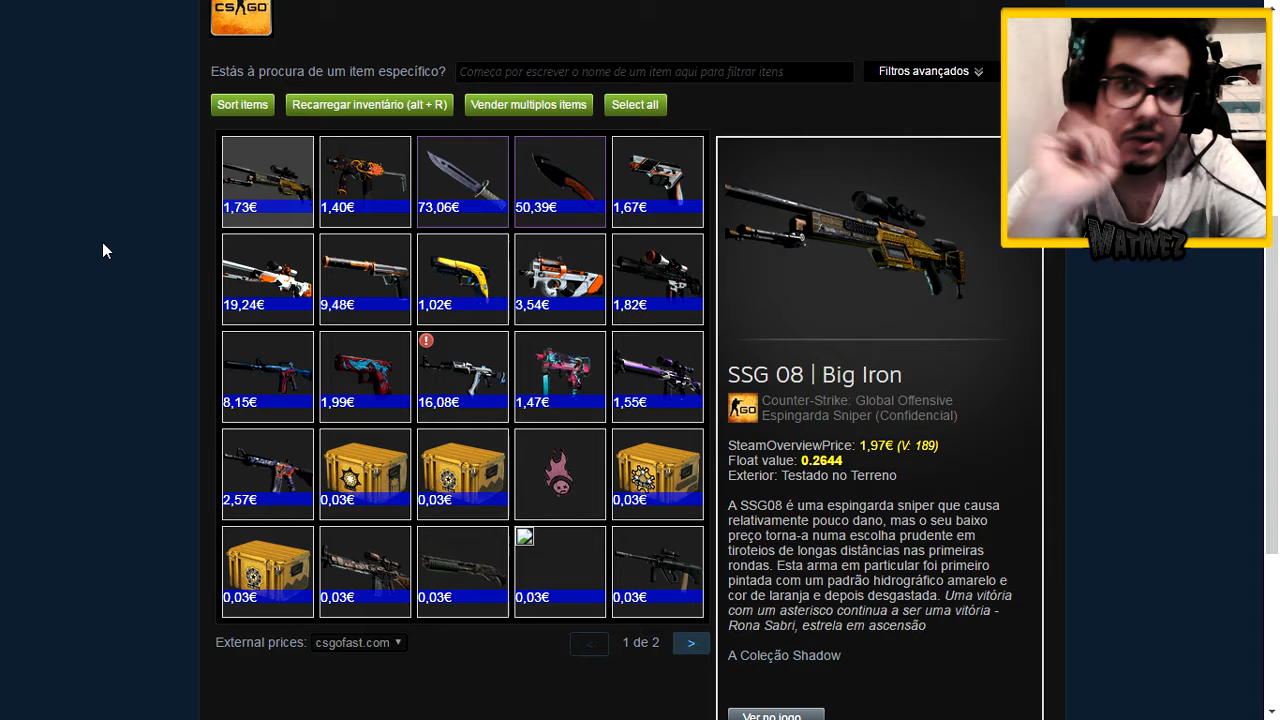 CS GO
Estás à procura de um item específico?
Começa por escrever o nome de um item aqui para filtrar itens
Filtros avançados
Sort items
Recarregar inventário (alt + R)
Vender multiplos items
Select all
1,73€
1,40€
73,06€
50,39€
1,67€
19,24€
9,48€
1,02€
3,54€
1,82€
8,15€
1,99€
!
16,08€
1,47€
1,55€
2,57€
0,03€
0,03€
0,03€
0,03€
0,03€
0,03€
0,03€
0,03€
External prices:
csgofast.com
<
1 de 2
>
WATINEZ
SSG 08 | Big Iron
GO
Counter-Strike: Global Offensive
Espingarda Sniper (Confidencial)
SteamOverviewPrice: 1,97€ (V: 189)
Float value: 0.2644
Exterior: Testado no Terreno
A SSG08 é uma espingarda sniper que causa
relativamente pouco dano, mas o seu baixo
preço torna-a numa escolha prudente em
tiroteios de longas distâncias nas primeiras
rondas. Esta arma em particular foi primeiro
pintada com um padrão hidrográfico amarelo e
cor de laranja e depois desgastada. Uma vitória
com um asterisco continua a ser uma vitória -
Rona Sabri, estrela em ascensão
A Coleção Shadow
Ver no jogo...